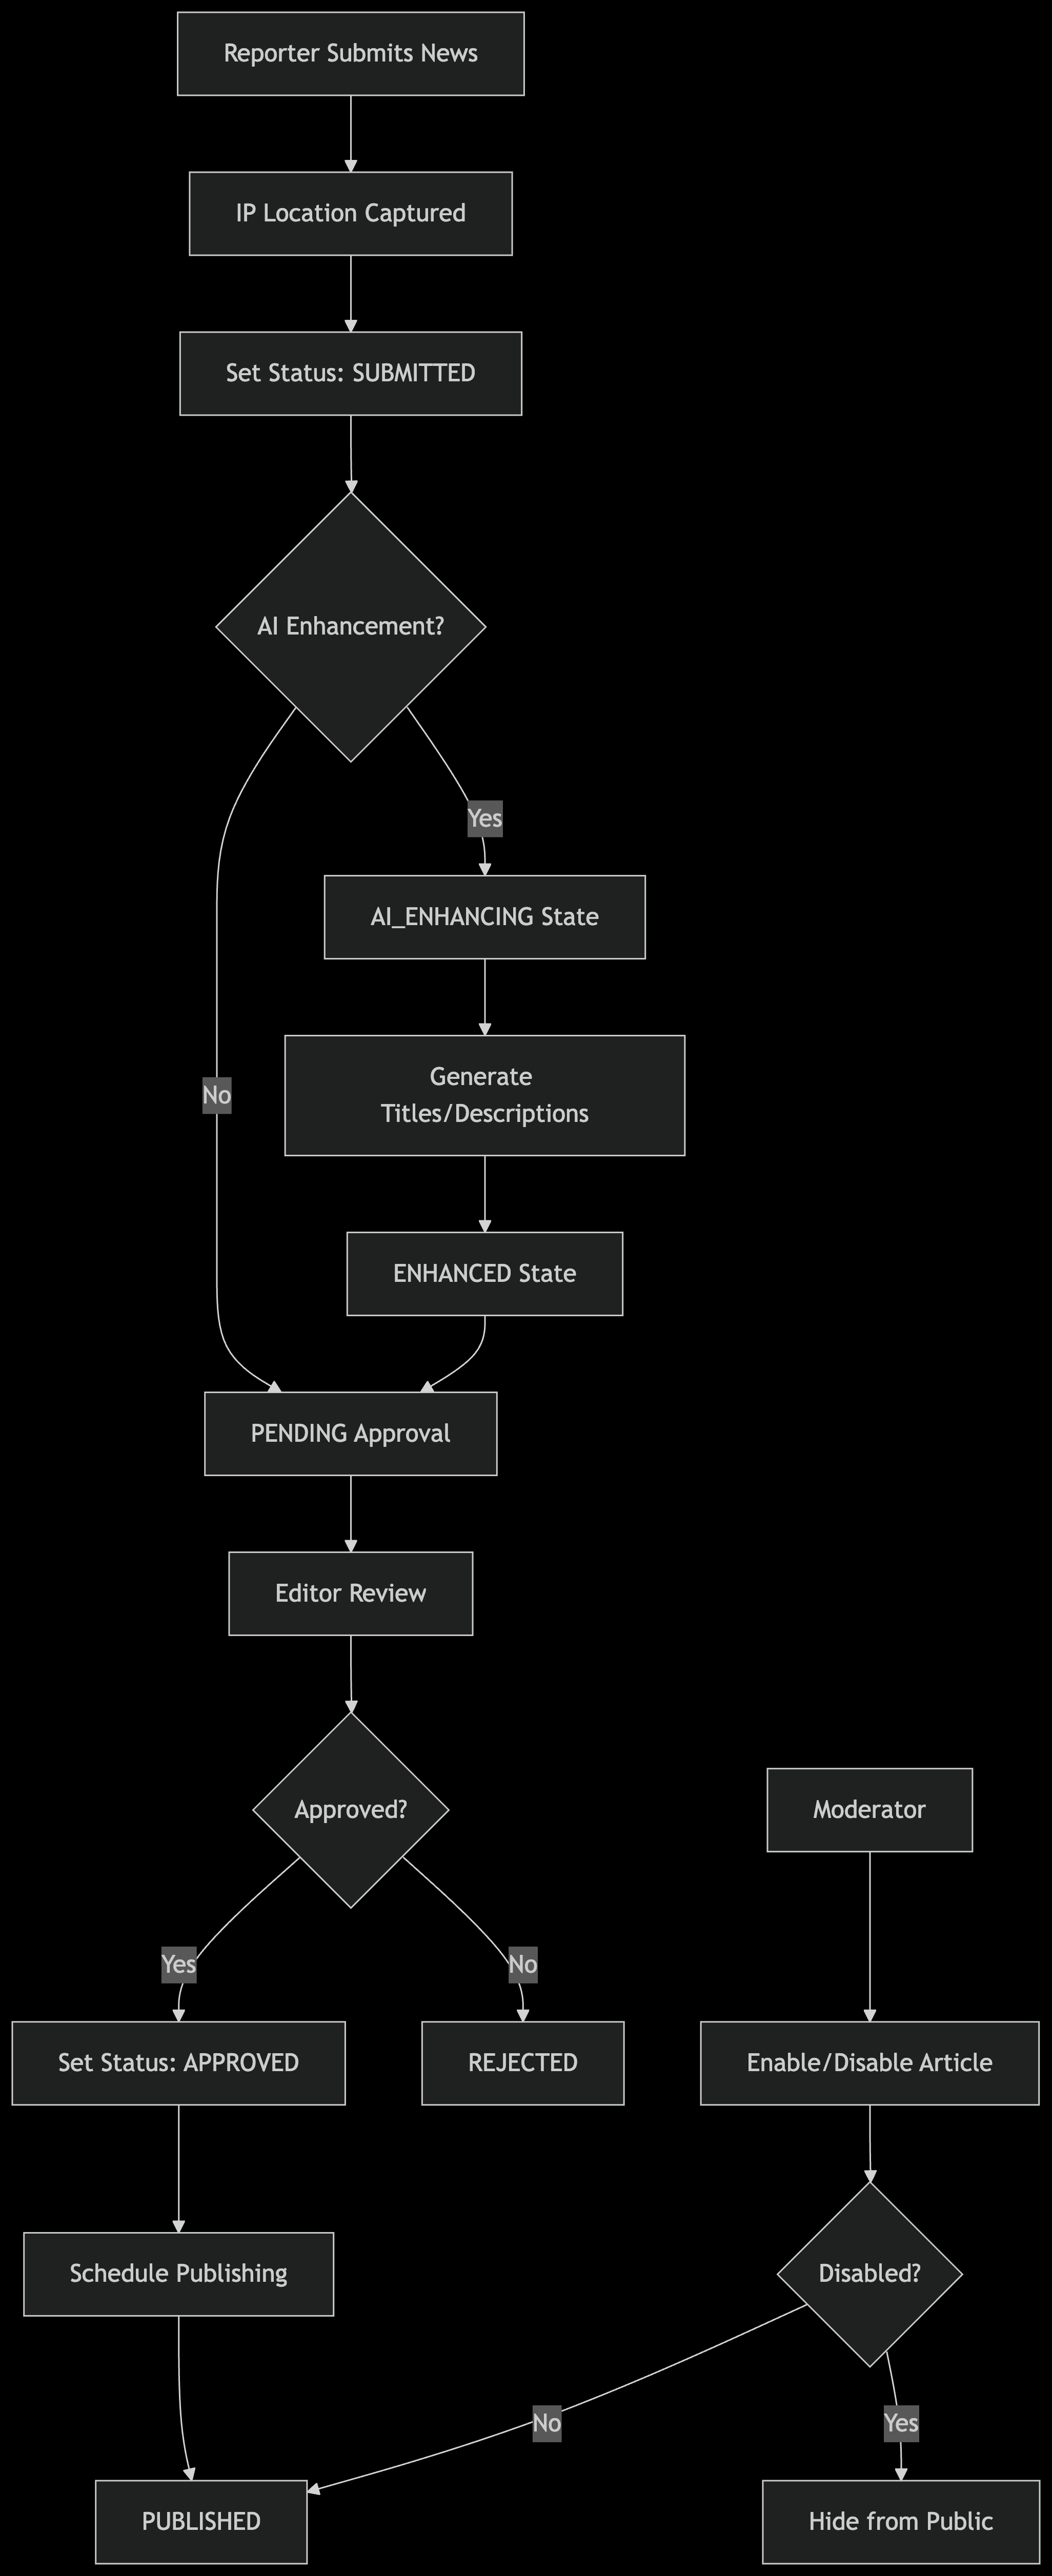 Reporter Submits News
IP Location Captured
Set Status: SUBMITTED
AI Enhancement?
Yes
AI_ENHANCING State
Generate
Titles/Descriptions
No
ENHANCED State
PENDING Approval
Editor Review
Approved?
Moderator
Yes
No
Set Status: APPROVED
REJECTED
Enable/Disable Article
Schedule Publishing
Disabled?
No
Yes
PUBLISHED
Hide from Public